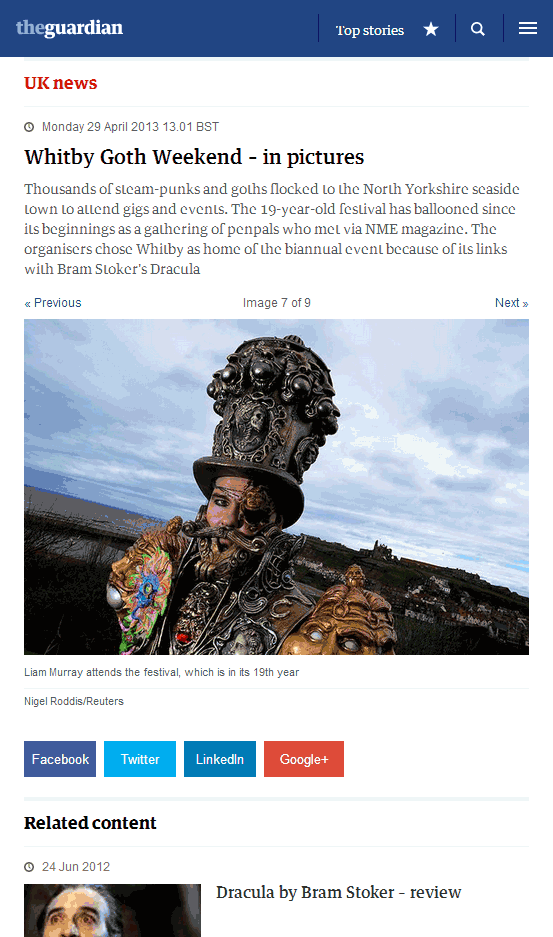 theguardian
Top stories
UK news
Monday 29 April 2013 13.01 BST
Whitby Goth Weekend - in pictures
Thousands of steam-punks and goths flocked to the North Yorkshire seaside
town to attend gigs and events. The 19-year-old festival has ballooned since
its beginnings as a gathering of penpals who met via NME magazine. The
organisers chose Whitby as home of the biannual event because of its links
with Bram Stoker's Dracula
« Previous Image 7 of 9 Next »
Liam Murray attends the festival, which is in its 19th year
Nigel Roddis/Reuters
Facebook Twitter LinkedIn Google+
Related content
24 Jun 2012
Dracula by Bram Stoker - review